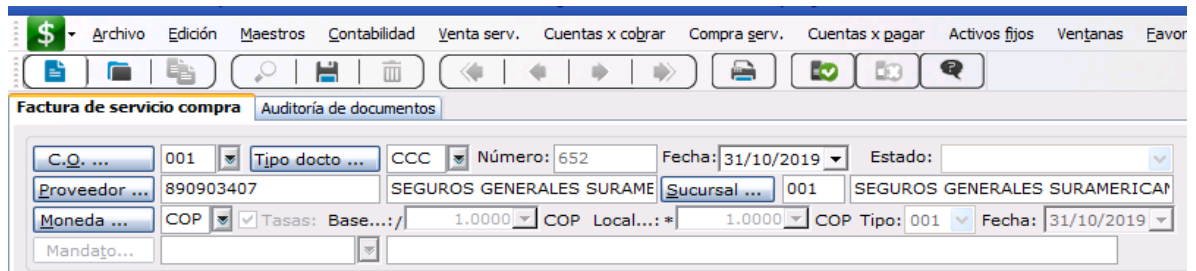 $ Archivo Edición Maestros Contabilidad Venta serv. Cuentas x cobrar Compra serv. Cuentas x pagar Activos fijos Ventanas Favor
Factura de servicio compra Auditoría de documentos
C.O. ... 001 Tipo docto ... CCC Número: 652 Fecha: 31/10/2019 Estado:
Proveedor ... 890903407 SEGUROS GENERALES SURAME Sucursal ... 001 SEGUROS GENERALES SURAMERICAN
Moneda ... COP Tasas: Base...:/ 1.0000 COP Local...: * 1.0000 COP Tipo: 001 Fecha: 31/10/2019
Mandato...